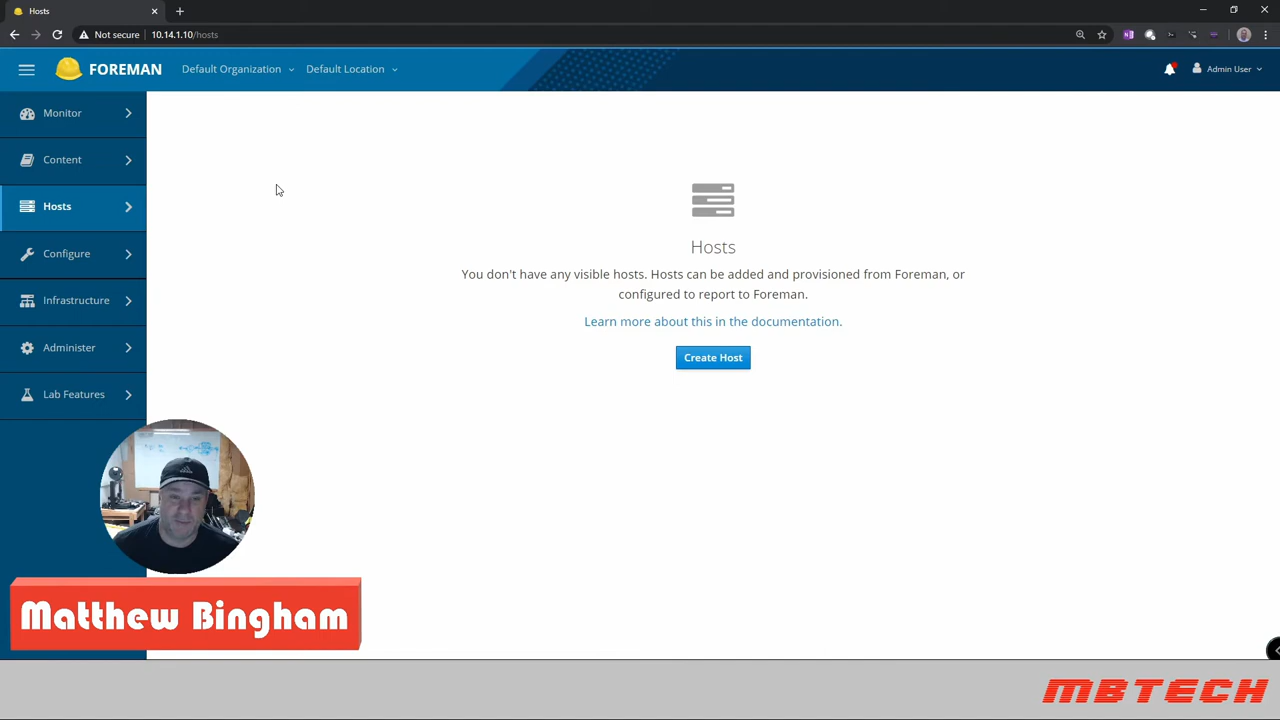 Hosts
Not secure 10.14.1.10/hosts
FOREMAN Default Organization Default Location Admin User
Monitor
Content
Hosts
Configure
Infrastructure
Administer
Lab Features
Hosts
You don't have any visible hosts. Hosts can be added and provisioned from Foreman, or
configured to report to Foreman.
Learn more about this in the documentation.
Create Host
Matthew Bingham
MBTECH